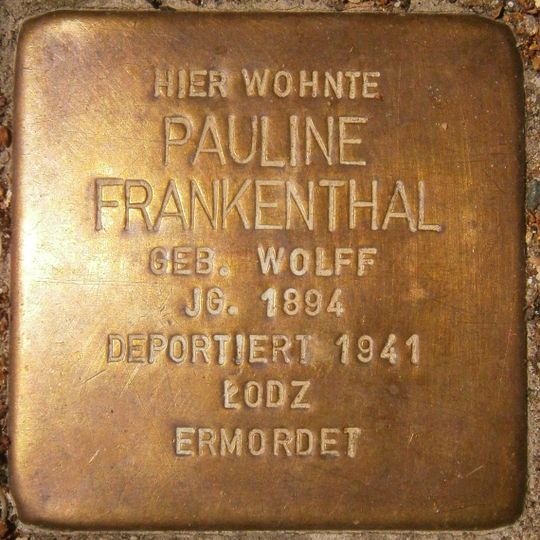 HIER WOHNTE
PAULINE
FRANKENTHAL
GEB. WOLFF
JG. 1894
DEPORTIERT 1941
ŁODZ
ERMORDET